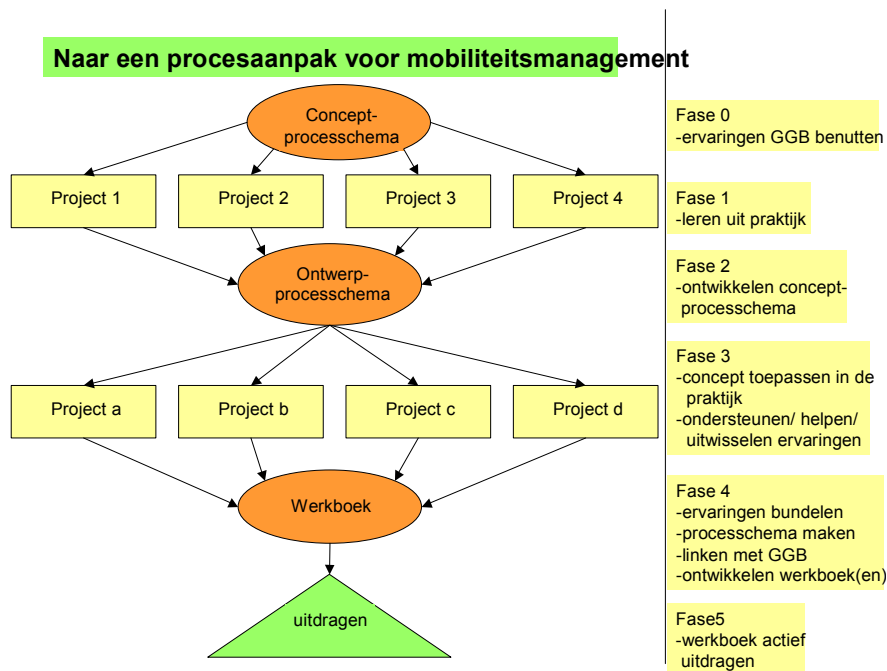 Naar een procesaanpak voor mobiliteitsmanagement
Concept-
processchema
Fase 0
-ervaringen GGB benutten
Project 1
Project 2
Project 3
Project 4
Fase 1
-leren uit praktijk
Ontwerp-
processchema
Fase 2
-ontwikkelen concept-
processchema
Project a
Project b
Project c
Project d
Fase 3
-concept toepassen in de
praktijk
-ondersteunen/ helpen/
uitwisselen ervaringen
Werkboek
Fase 4
-ervaringen bundelen
-processchema maken
-linken met GGB
-ontwikkelen werkboek(en)
uitdragen
Fase5
-werkboek actief
uitdragen